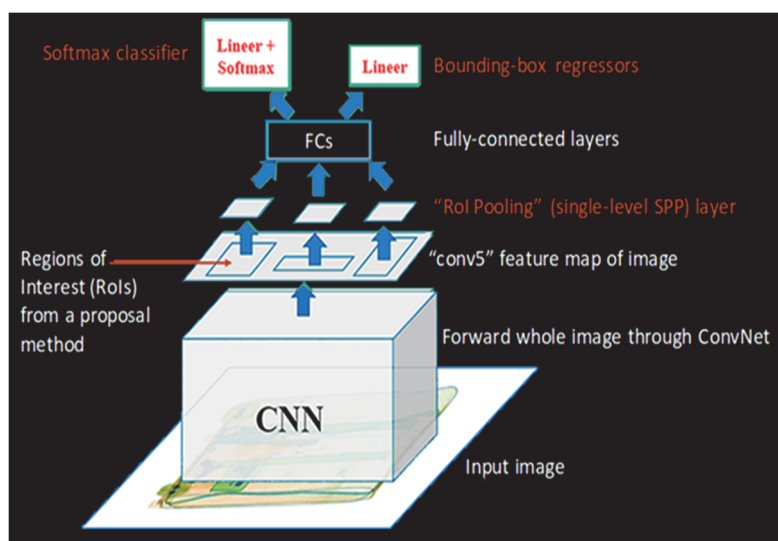 Softmax classifier
Lineer +
Softmax
Lineer
Bounding-box regressors
FCs
Fully-connected layers
“RoI Pooling” (single-level SPP) layer
Regions of
Interest (RoIs)
from a proposal
method
“conv5” feature map of image
Forward whole image through ConvNet
CNN
Input image